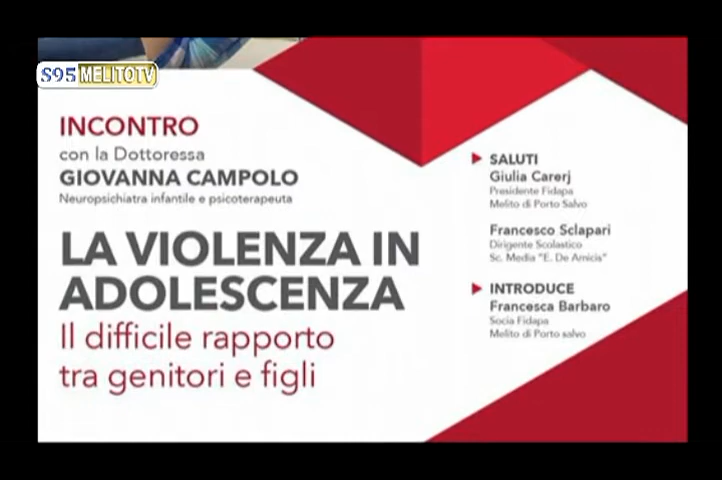 S95 MELITOTV
INCONTRO
con la Dottoressa
GIOVANNA CAMPOLO
Neuropsichiatra infantile e psicoterapeuta
LA VIOLENZA IN
ADOLESCENZA
Il difficile rapporto
tra genitori e figli
SALUTI
Giulia Carerj
Presidente Fidapa
Melito di Porto Salvo
Francesco Sclapari
Dirigente Scolastico
Sc. Media "E. De Amicis"
INTRODUCE
Francesca Barbaro
Socia Fidapa
Melito di Porto salvo